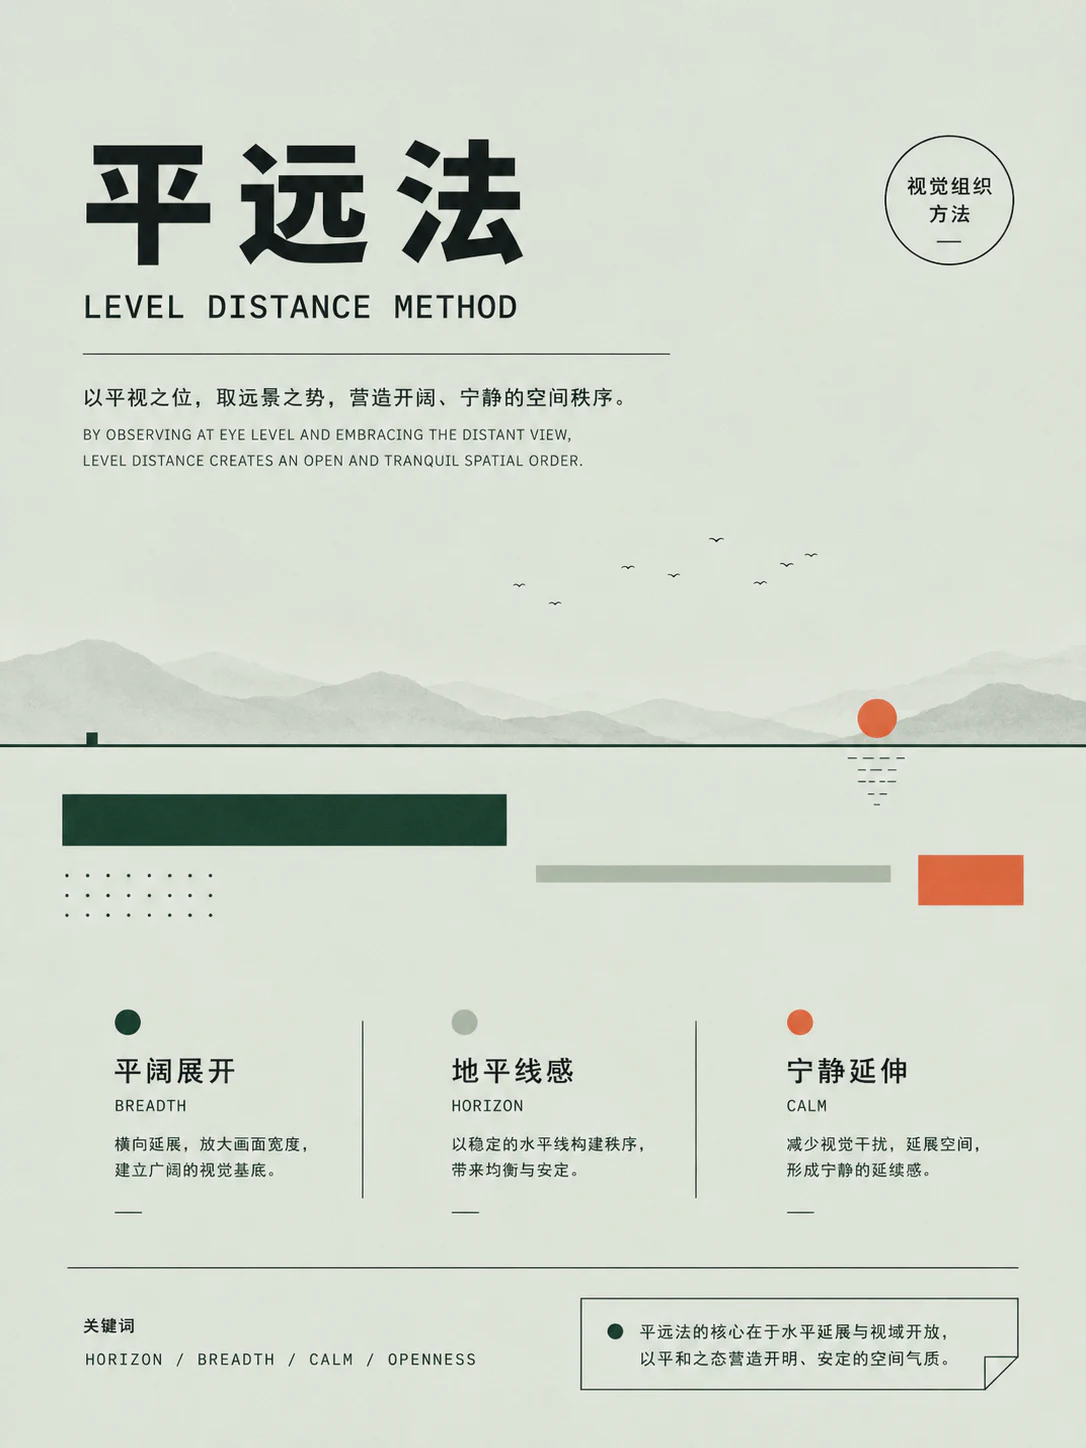 平远法
LEVEL DISTANCE METHOD
视觉组织
方法
以平视之位，取远景之势，营造开阔、宁静的空间秩序。
BY OBSERVING AT EYE LEVEL AND EMBRACING THE DISTANT VIEW,
LEVEL DISTANCE CREATES AN OPEN AND TRANQUIL SPATIAL ORDER.
平阔展开
BREADTH
横向延展，放大画面宽度，
建立广阔的视觉基底。
地平线感
HORIZON
以稳定的水平线构建秩序，
带来均衡与安定。
宁静延伸
CALM
减少视觉干扰，延展空间，
形成宁静的延续感。
关键词
HORIZON / BREADTH / CALM / OPENNESS
平远法的核心在于水平延展与视域开放，
以平和之态营造开明、安定的空间气质。